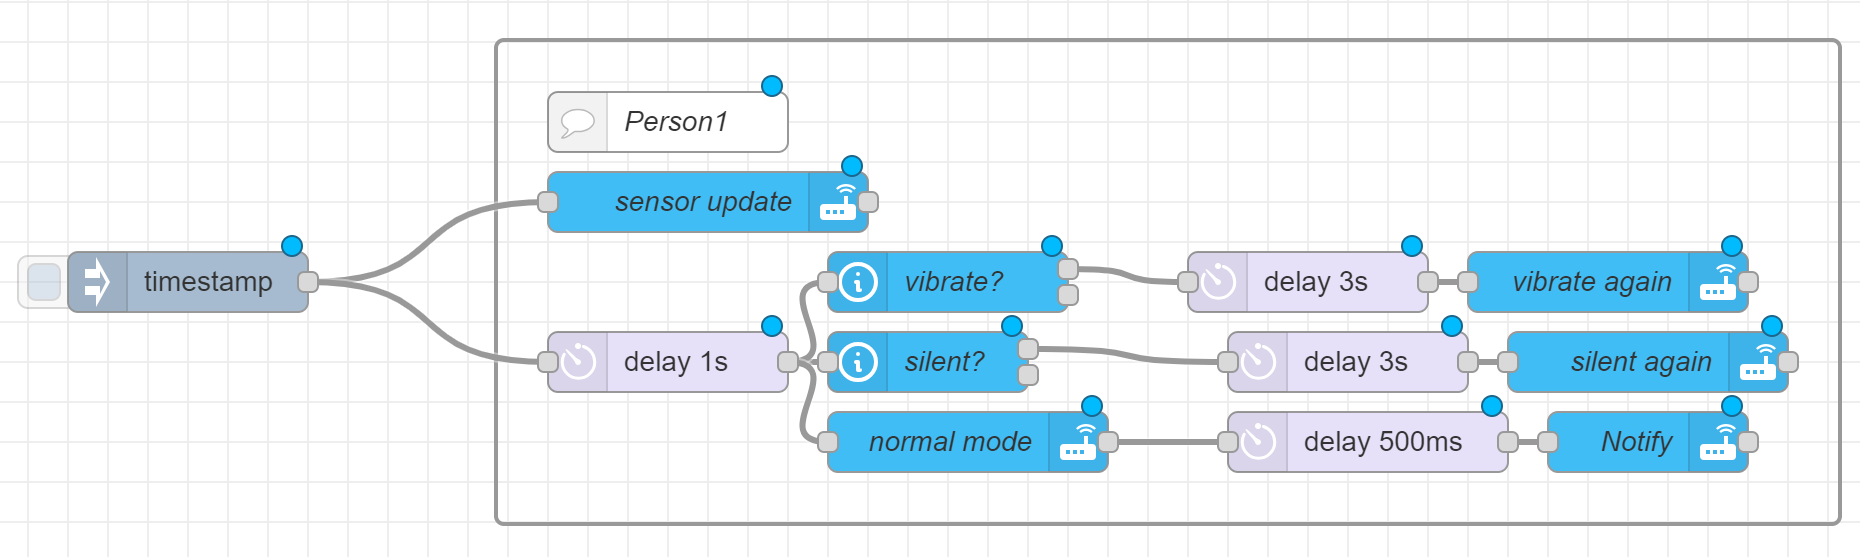 Person1
sensor update
timestamp
vibrate?
delay 3s
vibrate again
delay 1s
silent?
delay 3s
silent again
normal mode
delay 500ms
Notify